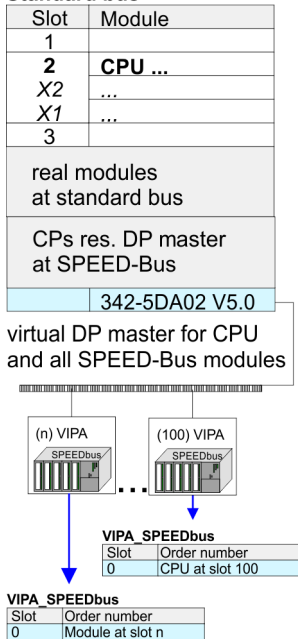 Standard bus
Slot Module
1
2 CPU ...
X2 ...
X1 ...
3
real modules
at standard bus
CPs res. DP master
at SPEED-Bus
342-5DA02 V5.0
virtual DP master for CPU
and all SPEED-Bus modules
(n) VIPA (100) VIPA
SPEEDbus SPEEDbus
...
VIPA_SPEEDbus
Slot Order number
0 CPU at slot 100
VIPA_SPEEDbus
Slot Order number
0 Module at slot n